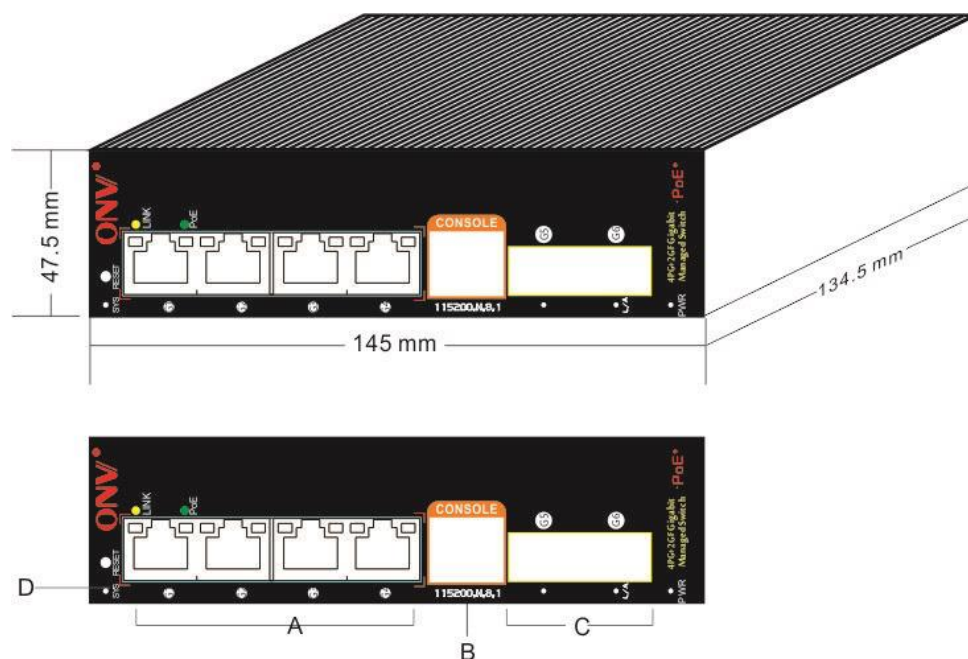 ONV
LINK
PoE
RESET
SYS
CONSOLE
115200,N,8,1
G5
G6
L/A
PoE+
4PG+2GF Gigabit
Managed Switch
PWR
47.5 mm
145 mm
134.5 mm
ONV
LINK
PoE
RESET
SYS
CONSOLE
115200,N,8,1
G5
G6
L/A
PoE+
4PG+2GF Gigabit
Managed Switch
PWR
D
A
B
C